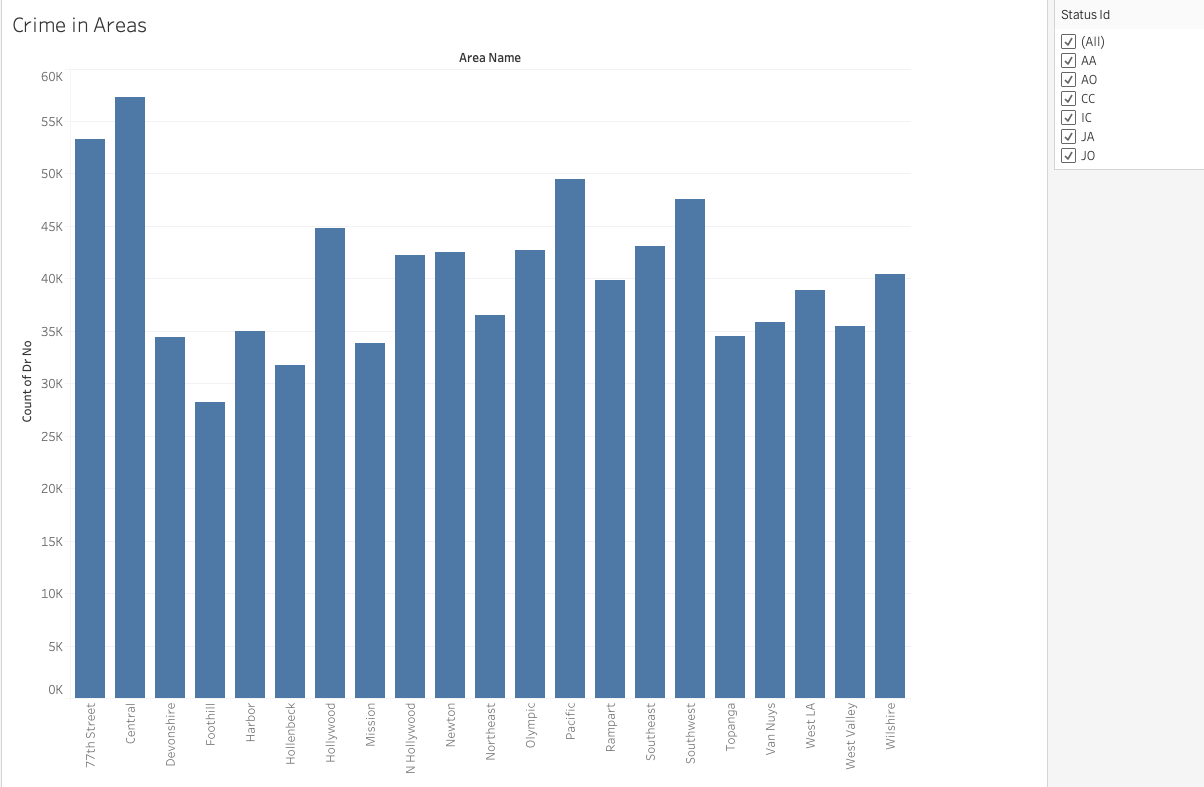 Crime in Areas
Area Name
60K
55K
50K
45K
40K
35K
30K
25K
20K
15K
10K
5K
0K
Count of Dr No
77th Street
Central
Devonshire
Foothill
Harbor
Hollenbeck
Hollywood
Mission
N Hollywood
Newton
Northeast
Olympic
Pacific
Rampart
Southeast
Southwest
Topanga
Van Nuys
West LA
West Valley
Wilshire
Status Id
(All)
AA
AO
CC
IC
JA
JO